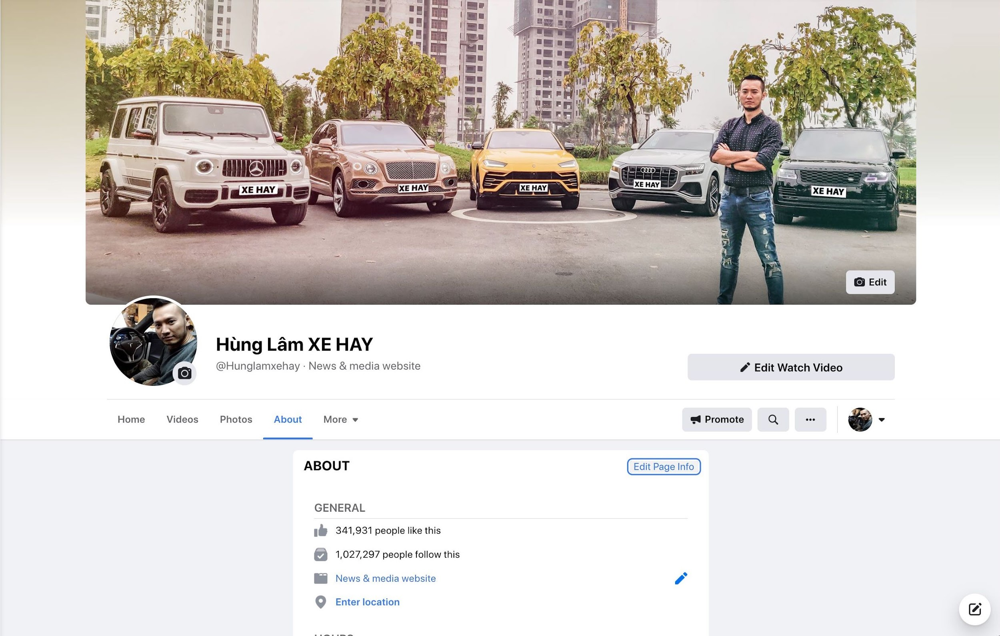 XE HAY
XE HAY
XE HAY
XE HAY
XE HAY
Edit
Hùng Lâm XE HAY
@Hunglamxehay · News & media website
Edit Watch Video
Home Videos Photos About More
Promote
ABOUT
Edit Page Info
GENERAL
341,931 people like this
1,027,297 people follow this
News & media website
Enter location